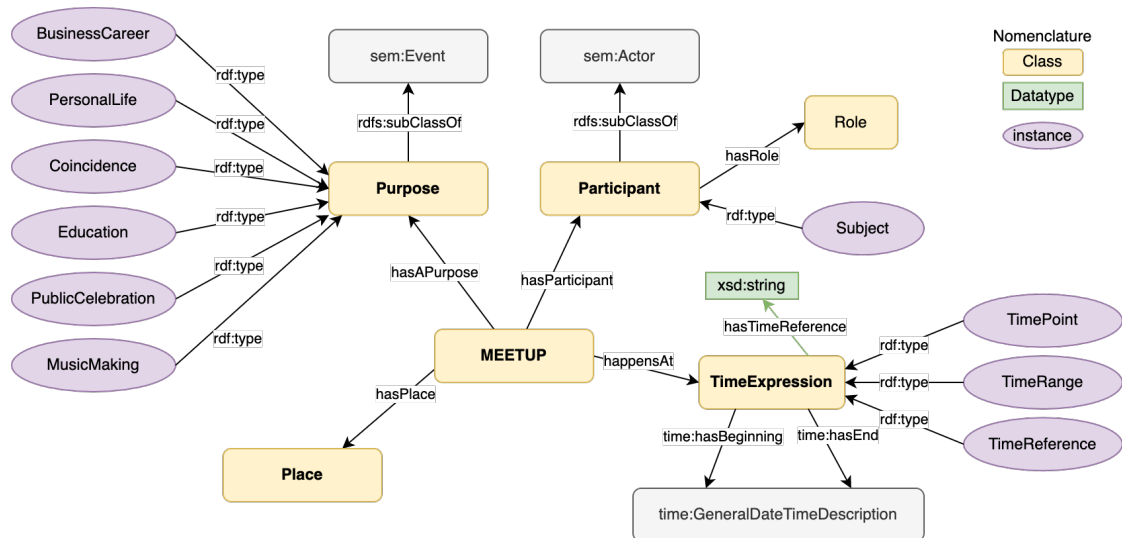 BusinessCareer
rdf:type
PersonalLife
rdf:type
Coincidence
rdf:type
Education
rdf:type
PublicCelebration
rdf:type
MusicMaking
rdf:type
sem:Event
rdfs:subClassOf
Purpose
hasAPurpose
sem:Actor
rdfs:subClassOf
Participant
hasRole
Role
rdf:type
Subject
hasParticipant
MEETUP
hasPlace
Place
happensAt
xsd:string
hasTimeReference
TimeExpression
rdf:type
TimePoint
rdf:type
TimeRange
rdf:type
TimeReference
time:hasBeginning
time:hasEnd
time:GeneralDateTimeDescription
Nomenclature
Class
Datatype
instance